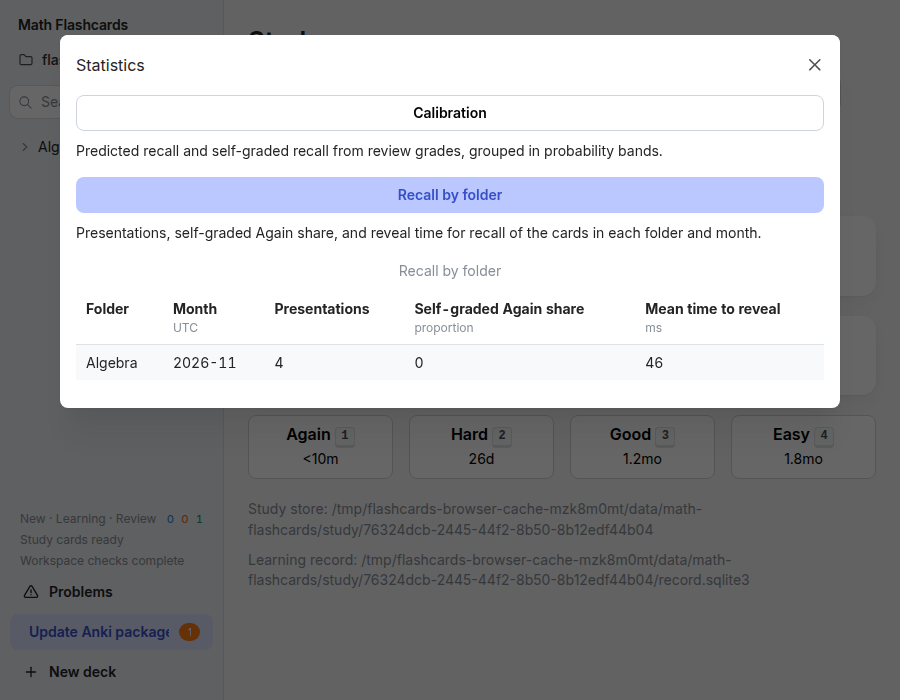 Math Flashcards
Statistics
Calibration
Predicted recall and self-graded recall from review grades, grouped in probability bands.
Recall by folder
Presentations, self-graded Again share, and reveal time for recall of the cards in each folder and month.
Recall by folder
Folder Month Presentations Self-graded Again share Mean time to reveal
UTC proportion ms
Algebra 2026-11 4 0 46
Again 1 Hard 2 Good 3 Easy 4
<10m 26d 1.2mo 1.8mo
Study store: /tmp/flashcards-browser-cache-mzk8m0mt/data/math-
flashcards/study/76324dcb-2445-44f2-8b50-8b12edf44b04
Learning record: /tmp/flashcards-browser-cache-mzk8m0mt/data/math-
flashcards/study/76324dcb-2445-44f2-8b50-8b12edf44b04/record.sqlite3
New · Learning · Review 0 0 1
Study cards ready
Workspace checks complete
Problems
Update Anki package 1
New deck